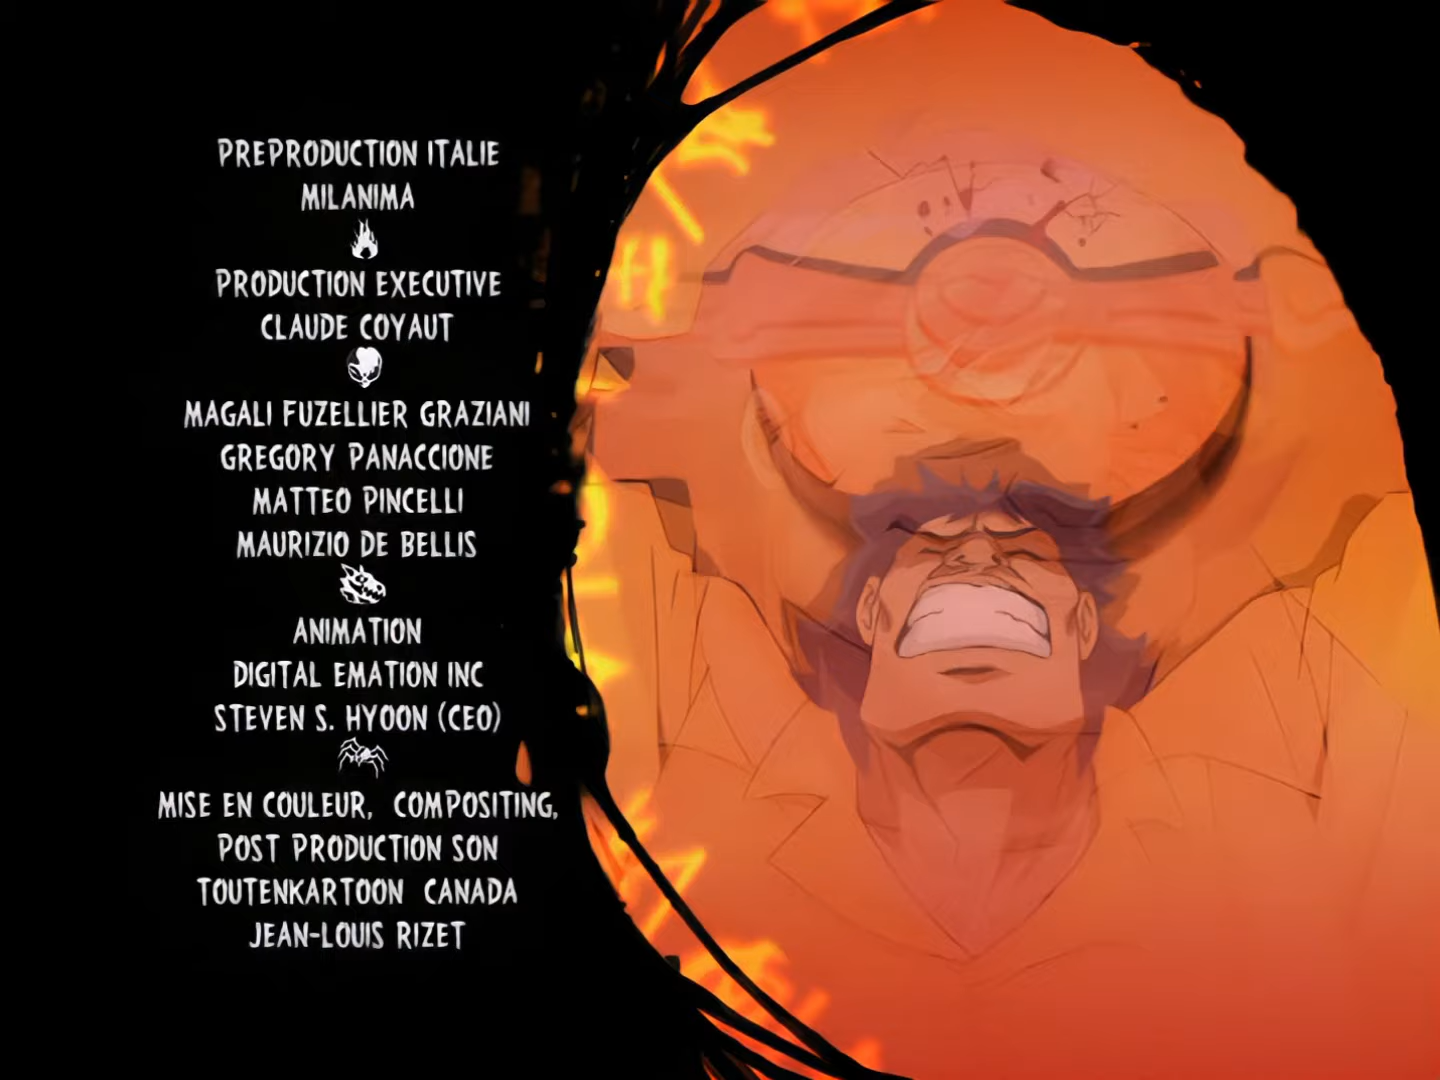 PREPRODUCTION ITALIE
MILANIMA
PRODUCTION EXECUTIVE
CLAUDE COYAUT
MAGALI FUZELLIER GRAZIANI
GREGORY PANACCIONE
MATTEO PINCELLI
MAURIZIO DE BELLIS
ANIMATION
DIGITAL EMATION INC
STEVEN S. HYOON (CEO)
MISE EN COULEUR, COMPOSITING,
POST PRODUCTION SON
TOUTENKARTOON CANADA
JEAN-LOUIS RIZET